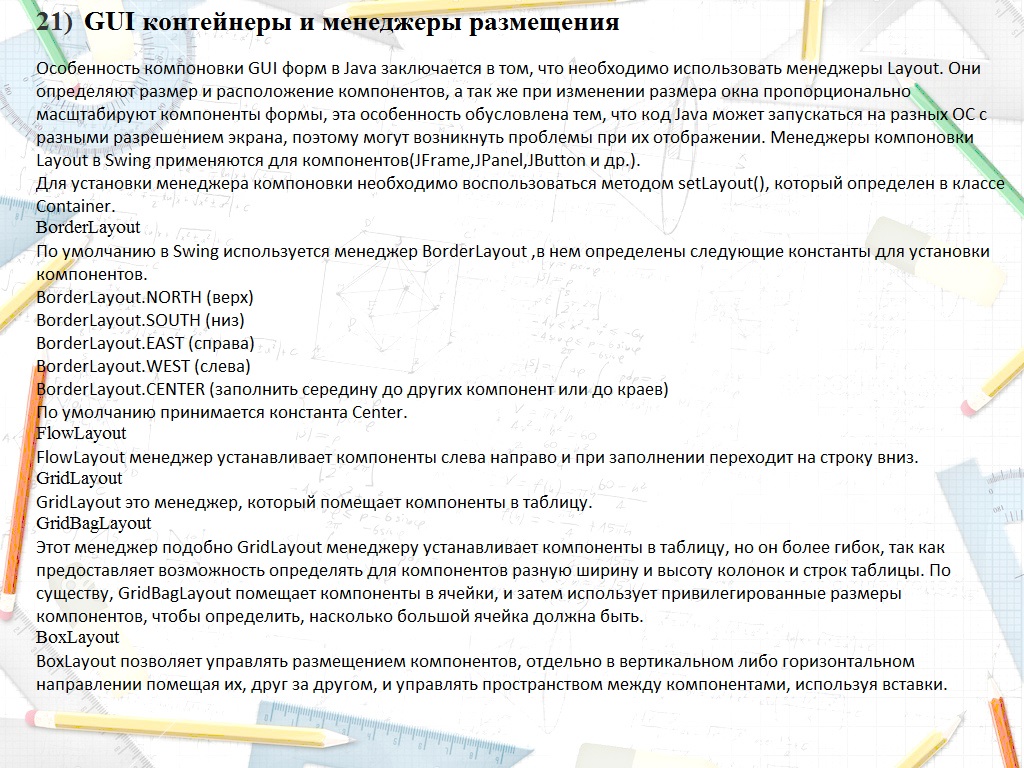 21) GUI контейнеры и менеджеры размещения
Особенность компоновки GUI форм в Java заключается в том, что необходимо использовать менеджеры Layout. Они
определяют размер и расположение компонентов, а так же при изменении размера окна пропорционально
масштабируют компоненты формы, эта особенность обусловлена тем, что код Java может запускаться на разных ОС с
разными разрешением экрана, поэтому могут возникнуть проблемы при их отображении. Менеджеры компоновки
Layout в Swing применяются для компонентов(JFrame,JPanel,JButton и др.).
Для установки менеджера компоновки необходимо воспользоваться методом setLayout(), который определен в классе
Container.
BorderLayout
По умолчанию в Swing используется менеджер BorderLayout ,в нем определены следующие константы для установки
компонентов.
BorderLayout.NORTH (верх)
BorderLayout.SOUTH (низ)
BorderLayout.EAST (справа)
BorderLayout.WEST (слева)
BorderLayout.CENTER (заполнить середину до других компонент или до краев)
По умолчанию принимается константа Center.
FlowLayout
FlowLayout менеджер устанавливает компоненты слева направо и при заполнении переходит на строку вниз.
GridLayout
GridLayout это менеджер, который помещает компоненты в таблицу.
GridBagLayout
Этот менеджер подобно GridLayout менеджеру устанавливает компоненты в таблицу, но он более гибок, так как
предоставляет возможность определять для компонентов разную ширину и высоту колонок и строк таблицы. По
существу, GridBagLayout помещает компоненты в ячейки, и затем использует привилегированные размеры
компонентов, чтобы определить, насколько большой ячейка должна быть.
BoxLayout
BoxLayout позволяет управлять размещением компонентов, отдельно в вертикальном либо горизонтальном
направлении помещая их, друг за другом, и управлять пространством между компонентами, используя вставки.